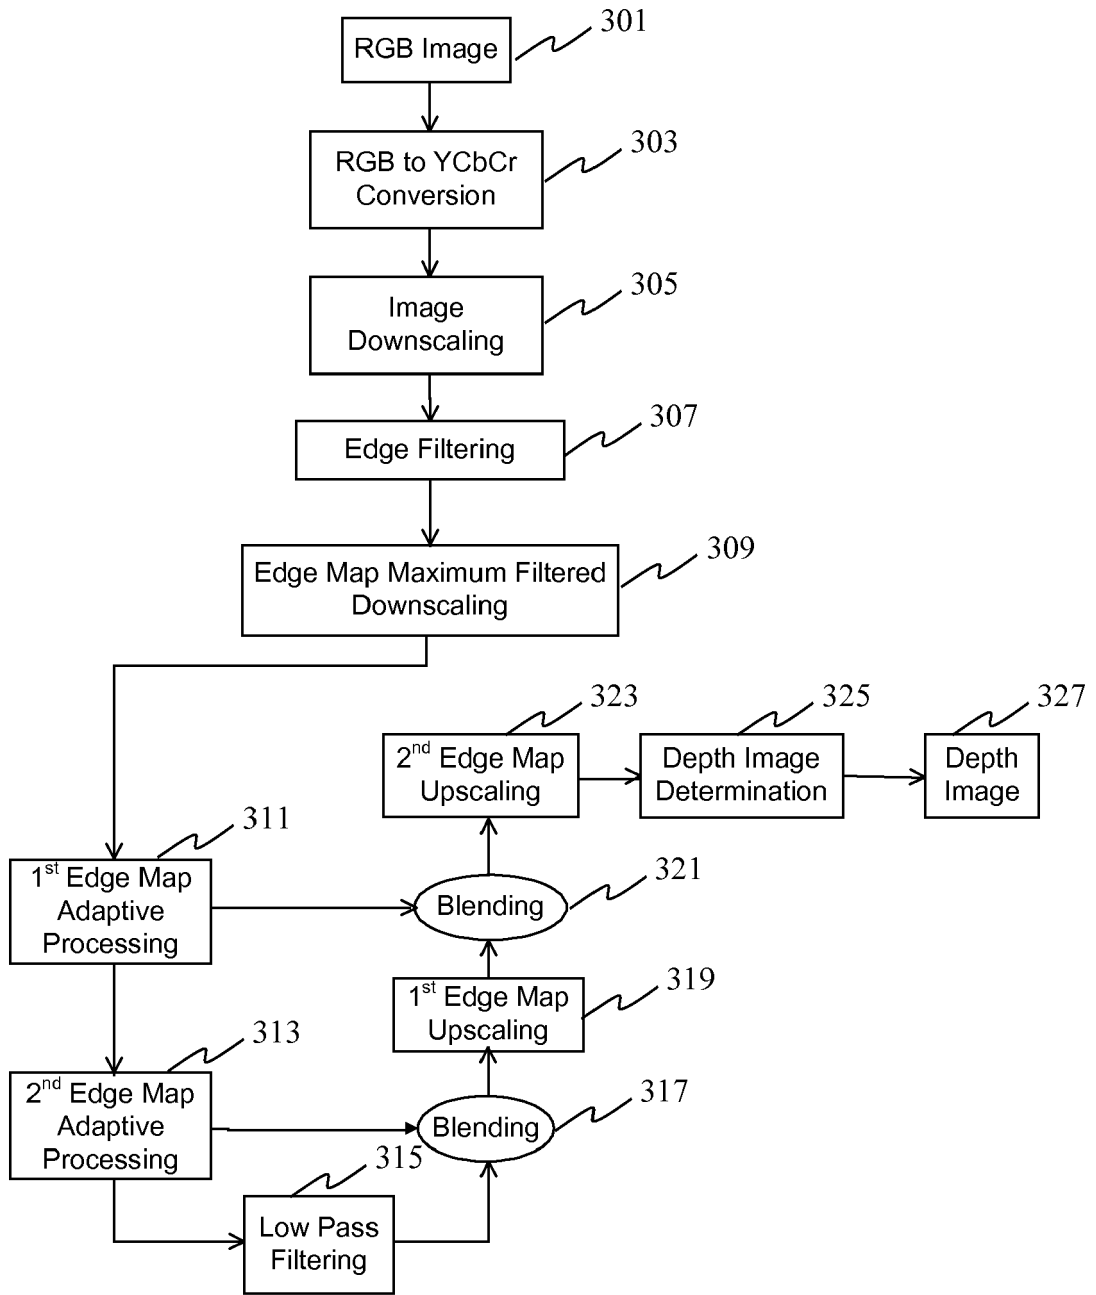 RGB Image
301
RGB to YCbCr
Conversion
303
Image
Downscaling
305
Edge Filtering
307
Edge Map Maximum Filtered
Downscaling
309
1st Edge Map
Adaptive
Processing
311
2nd Edge Map
Adaptive
Processing
313
Low Pass
Filtering
315
Blending
317
1st Edge Map
Upscaling
319
Blending
321
2nd Edge Map
Upscaling
323
Depth Image
Determination
325
Depth
Image
327